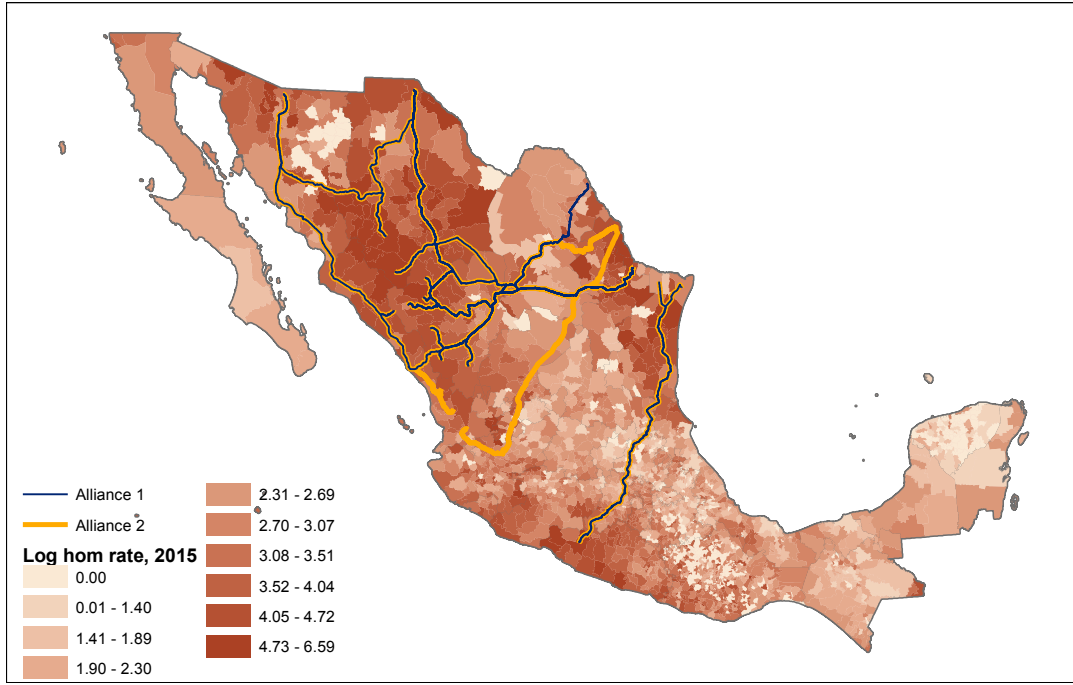 Alliance 1
Alliance 2
Log hom rate, 2015
0.00
0.01 - 1.40
1.41 - 1.89
1.90 - 2.30
2.31 - 2.69
2.70 - 3.07
3.08 - 3.51
3.52 - 4.04
4.05 - 4.72
4.73 - 6.59